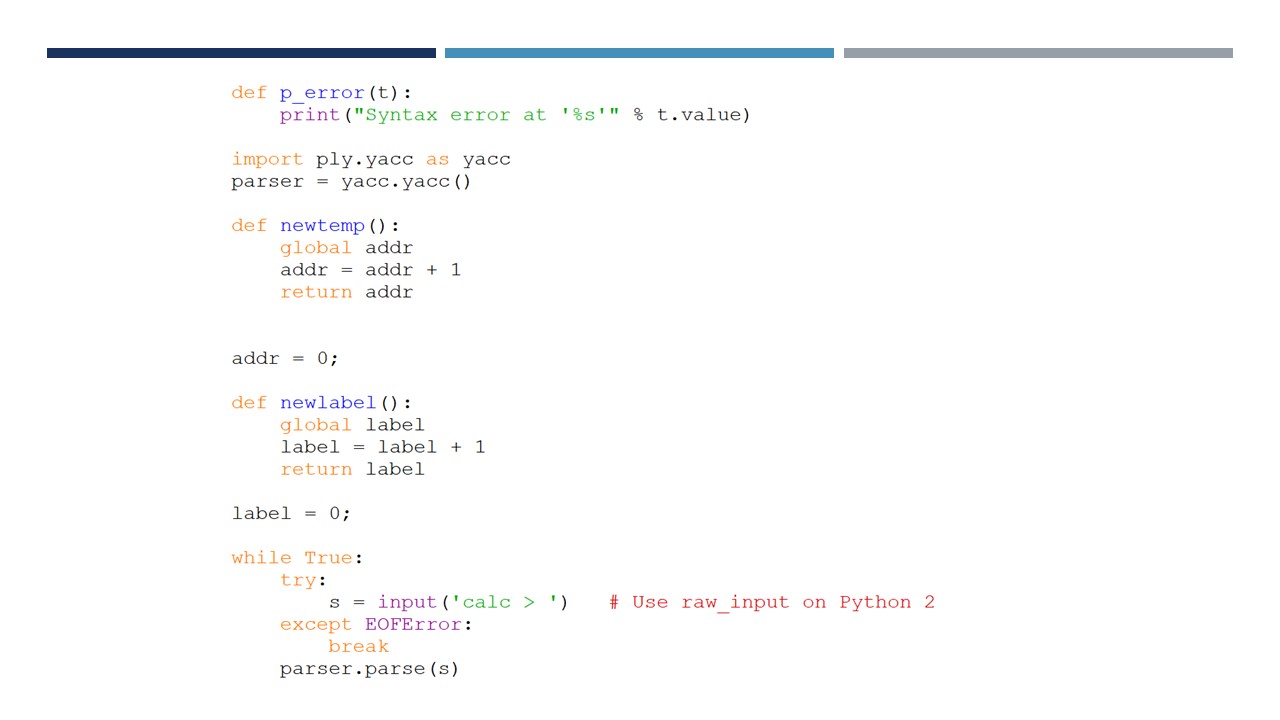 def p_error(t):
    print("Syntax error at '%s'" % t.value)
import ply.yacc as yacc
parser = yacc.yacc()
def newtemp():
    global addr
    addr = addr + 1
    return addr
addr = 0;
def newlabel():
    global label
    label = label + 1
    return label
label = 0;
while True:
    try:
        s = input('calc > ')   # Use raw_input on Python 2
    except EOFError:
        break
    parser.parse(s)